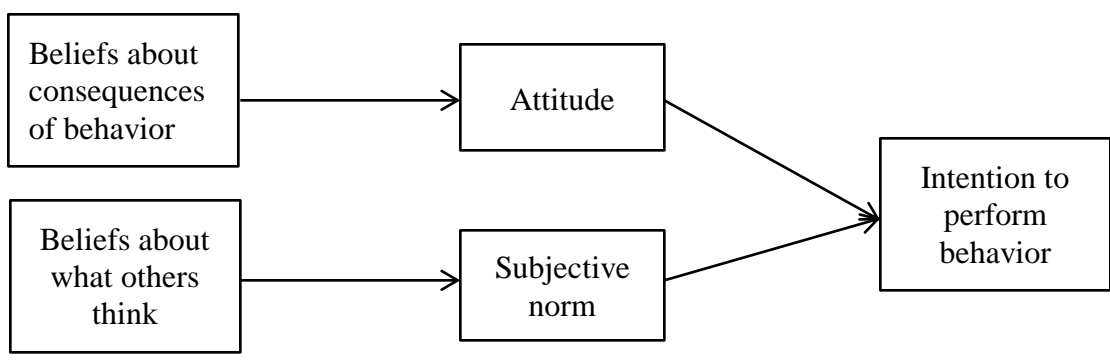 Beliefs about
consequences
of behavior
Attitude
Beliefs about
what others
think
Subjective
norm
Intention to
perform
behavior